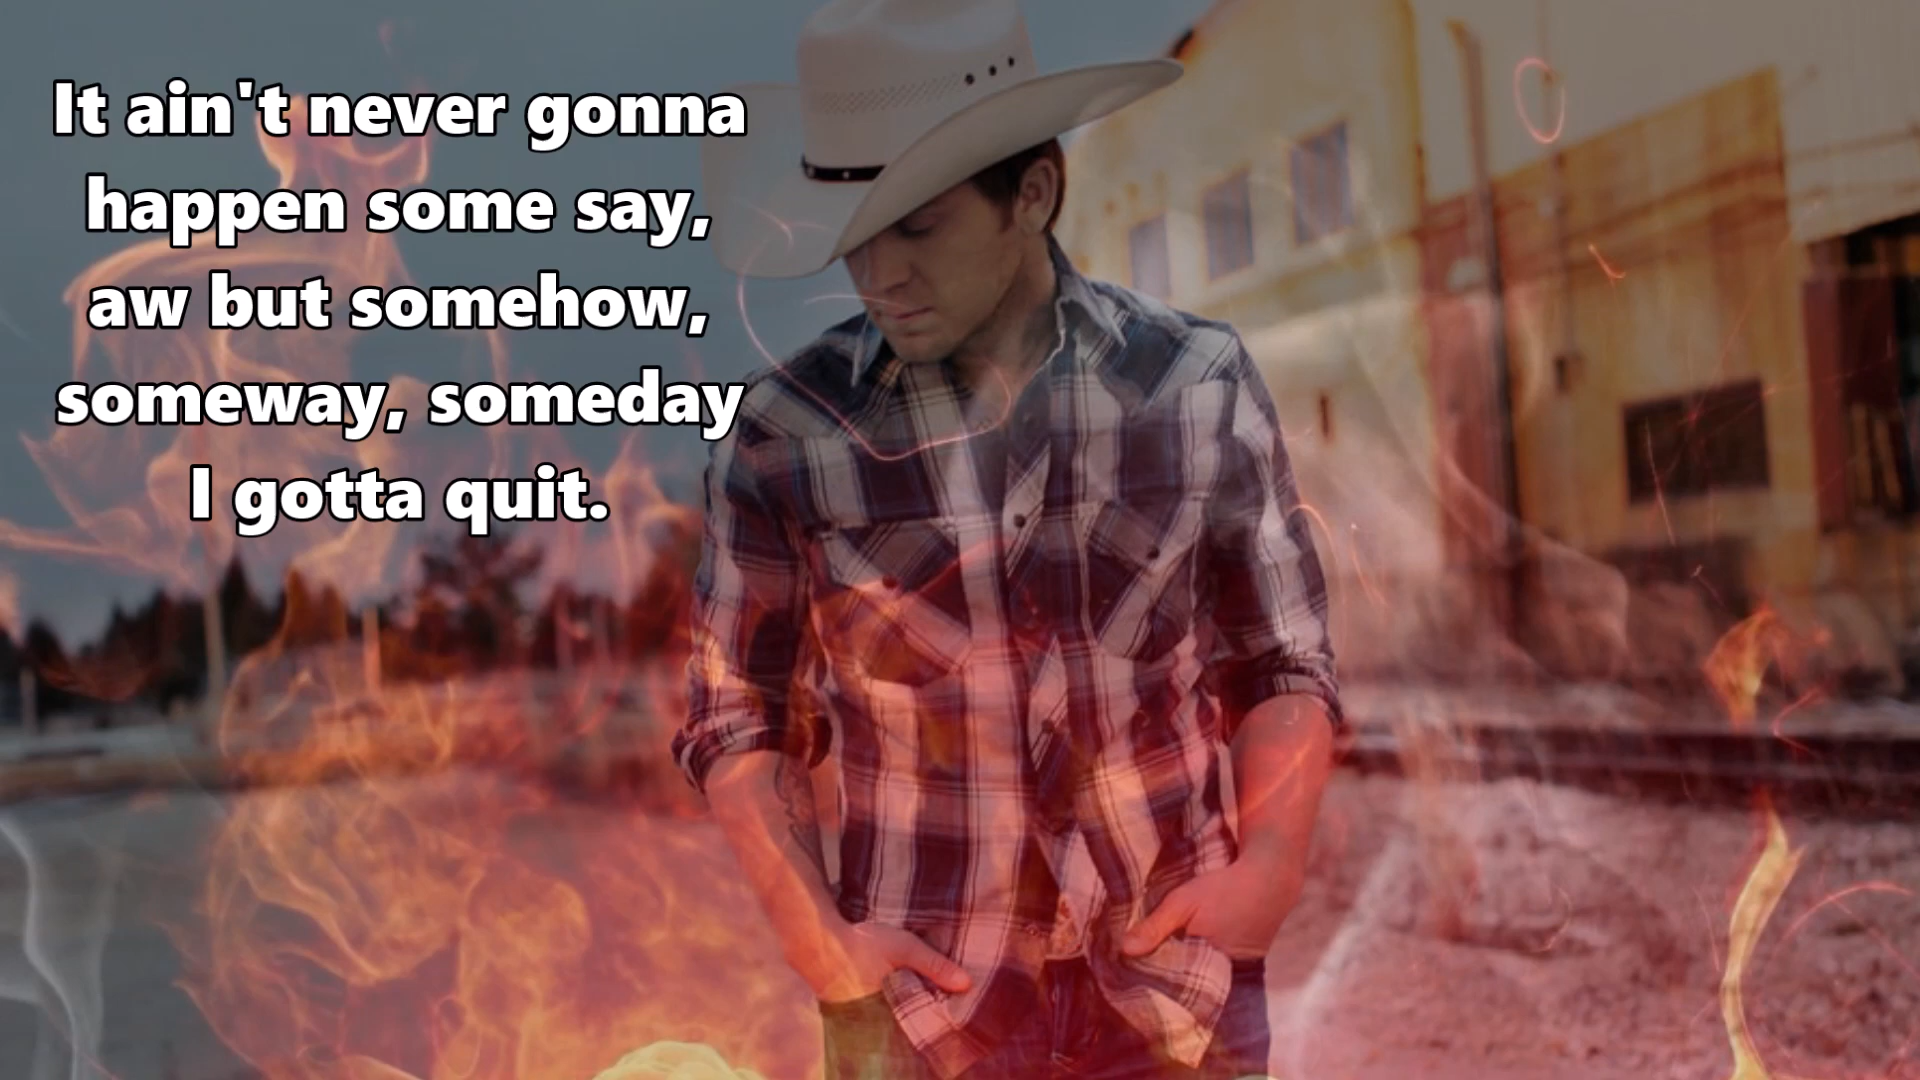 It ain't never gonna
happen some say,
aw but somehow,
someway, someday
I gotta quit.